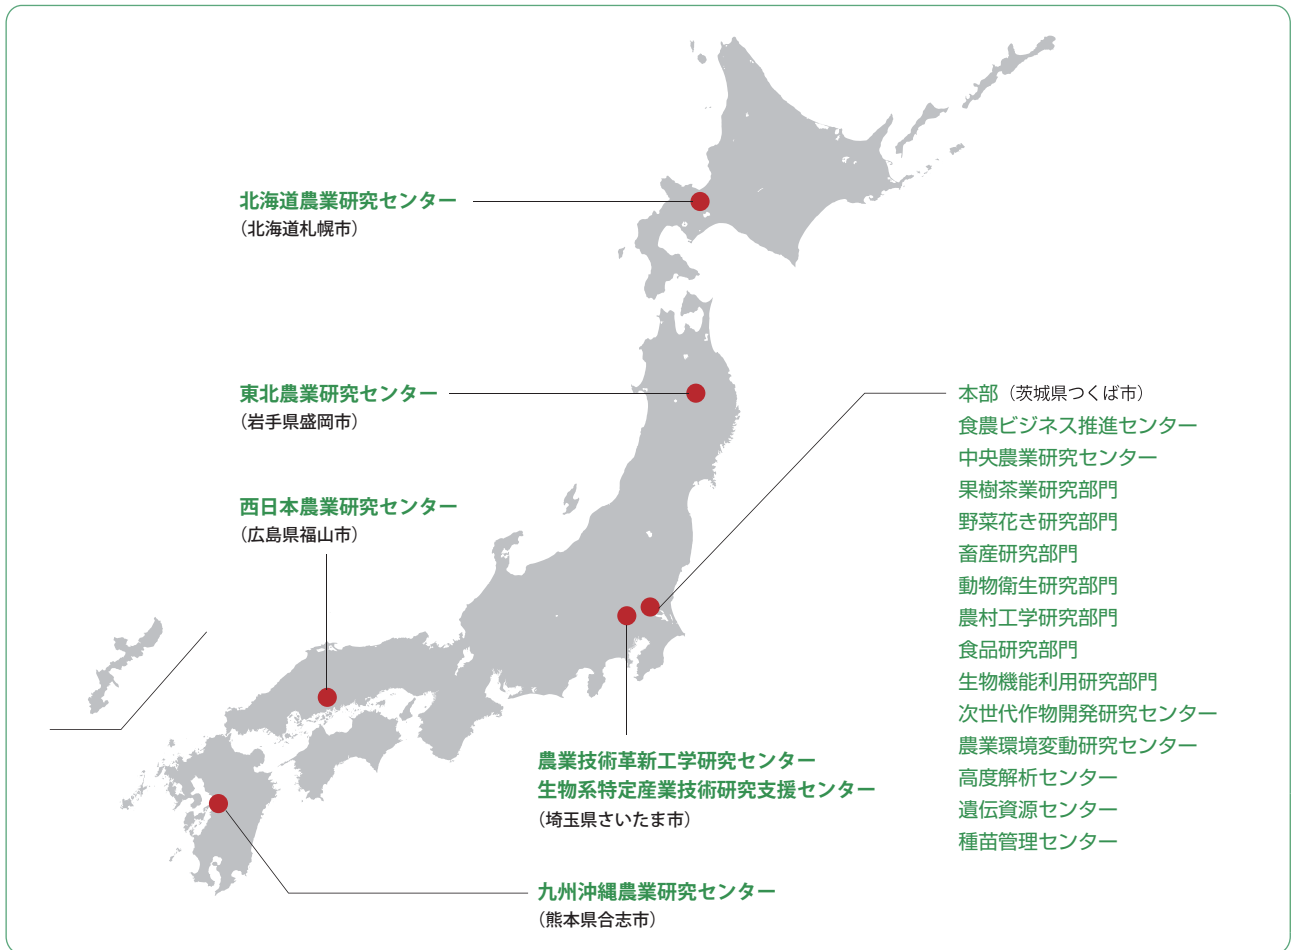 北海道農業研究センター
（北海道札幌市）
東北農業研究センター
（岩手県盛岡市）
西日本農業研究センター
（広島県福山市）
農業技術革新工学研究センター
生物系特定産業技術研究支援センター
（埼玉県さいたま市）
九州沖縄農業研究センター
（熊本県合志市）
本部（茨城県つくば市）
食農ビジネス推進センター
中央農業研究センター
果樹茶業研究部門
野菜花き研究部門
畜産研究部門
動物衛生研究部門
農村工学研究部門
食品研究部門
生物機能利用研究部門
次世代作物開発研究センター
農業環境変動研究センター
高度解析センター
遺伝資源センター
種苗管理センター